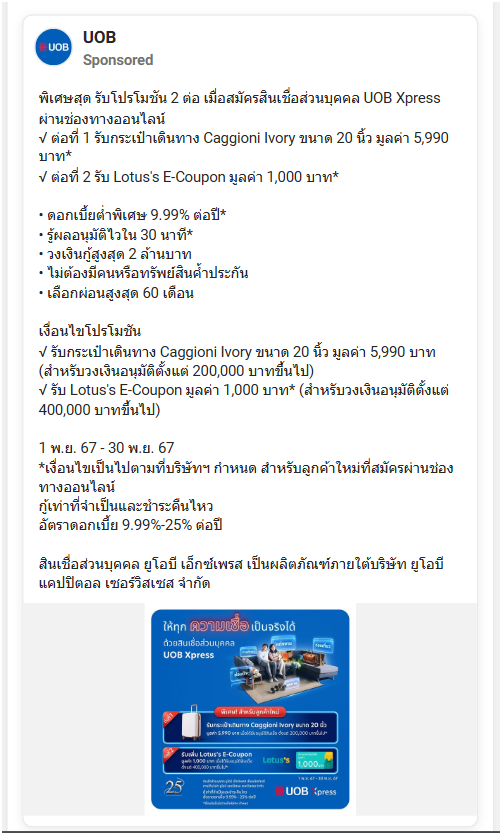 UOB
UOB
Sponsored
พิเศษสุด รับโปรโมชัน 2 ต่อ เมื่อสมัครสินเชื่อส่วนบุคคล UOB Xpress
ผ่านช่องทางออนไลน์
√ ต่อที่ 1 รับกระเป๋าเดินทาง Caggioni Ivory ขนาด 20 นิ้ว มูลค่า 5,990
บาท*
√ ต่อที่ 2 รับ Lotus's E-Coupon มูลค่า 1,000 บาท*
• ดอกเบี้ยต่ำพิเศษ 9.99% ต่อปี*
• รู้ผลอนุมัติไวใน 30 นาที*
• วงเงินกู้สูงสุด 2 ล้านบาท
• ไม่ต้องมีคนหรือทรัพย์สินค้ำประกัน
• เลือกผ่อนสูงสุด 60 เดือน
เงื่อนไขโปรโมชัน
√ รับกระเป๋าเดินทาง Caggioni Ivory ขนาด 20 นิ้ว มูลค่า 5,990 บาท
(สำหรับวงเงินอนุมัติตั้งแต่ 200,000 บาทขึ้นไป)
√ รับ Lotus's E-Coupon มูลค่า 1,000 บาท* (สำหรับวงเงินอนุมัติตั้งแต่
400,000 บาทขึ้นไป)
1 พ.ย. 67 - 30 พ.ย. 67
*เงื่อนไขเป็นไปตามที่บริษัทฯ กำหนด สำหรับลูกค้าใหม่ที่สมัครผ่านช่อง
ทางออนไลน์
กู้เท่าที่จำเป็นและชำระคืนไหว
อัตราดอกเบี้ย 9.99%-25% ต่อปี
สินเชื่อส่วนบุคคล ยูโอบี เอ็กซ์เพรส เป็นผลิตภัณฑ์ภายใต้บริษัท ยูโอบี
แคปปิตอล เซอร์วิสเซส จำกัด
ให้ทุก ความเชื่อ เป็นจริงได้
ด้วยสินเชื่อส่วนบุคคล
UOB Xpress
พิเศษ! สำหรับลูกค้าใหม่
รับกระเป๋าเดินทาง Caggioni Ivory ขนาด 20 นิ้ว
มูลค่า 5,990 บาท
รับเพิ่ม Lotus's E-Coupon
มูลค่า 1,000 บาท
Lotus's
1,000
1 พ.ย. 67 - 30 พ.ย. 67
25
UOB Xpress